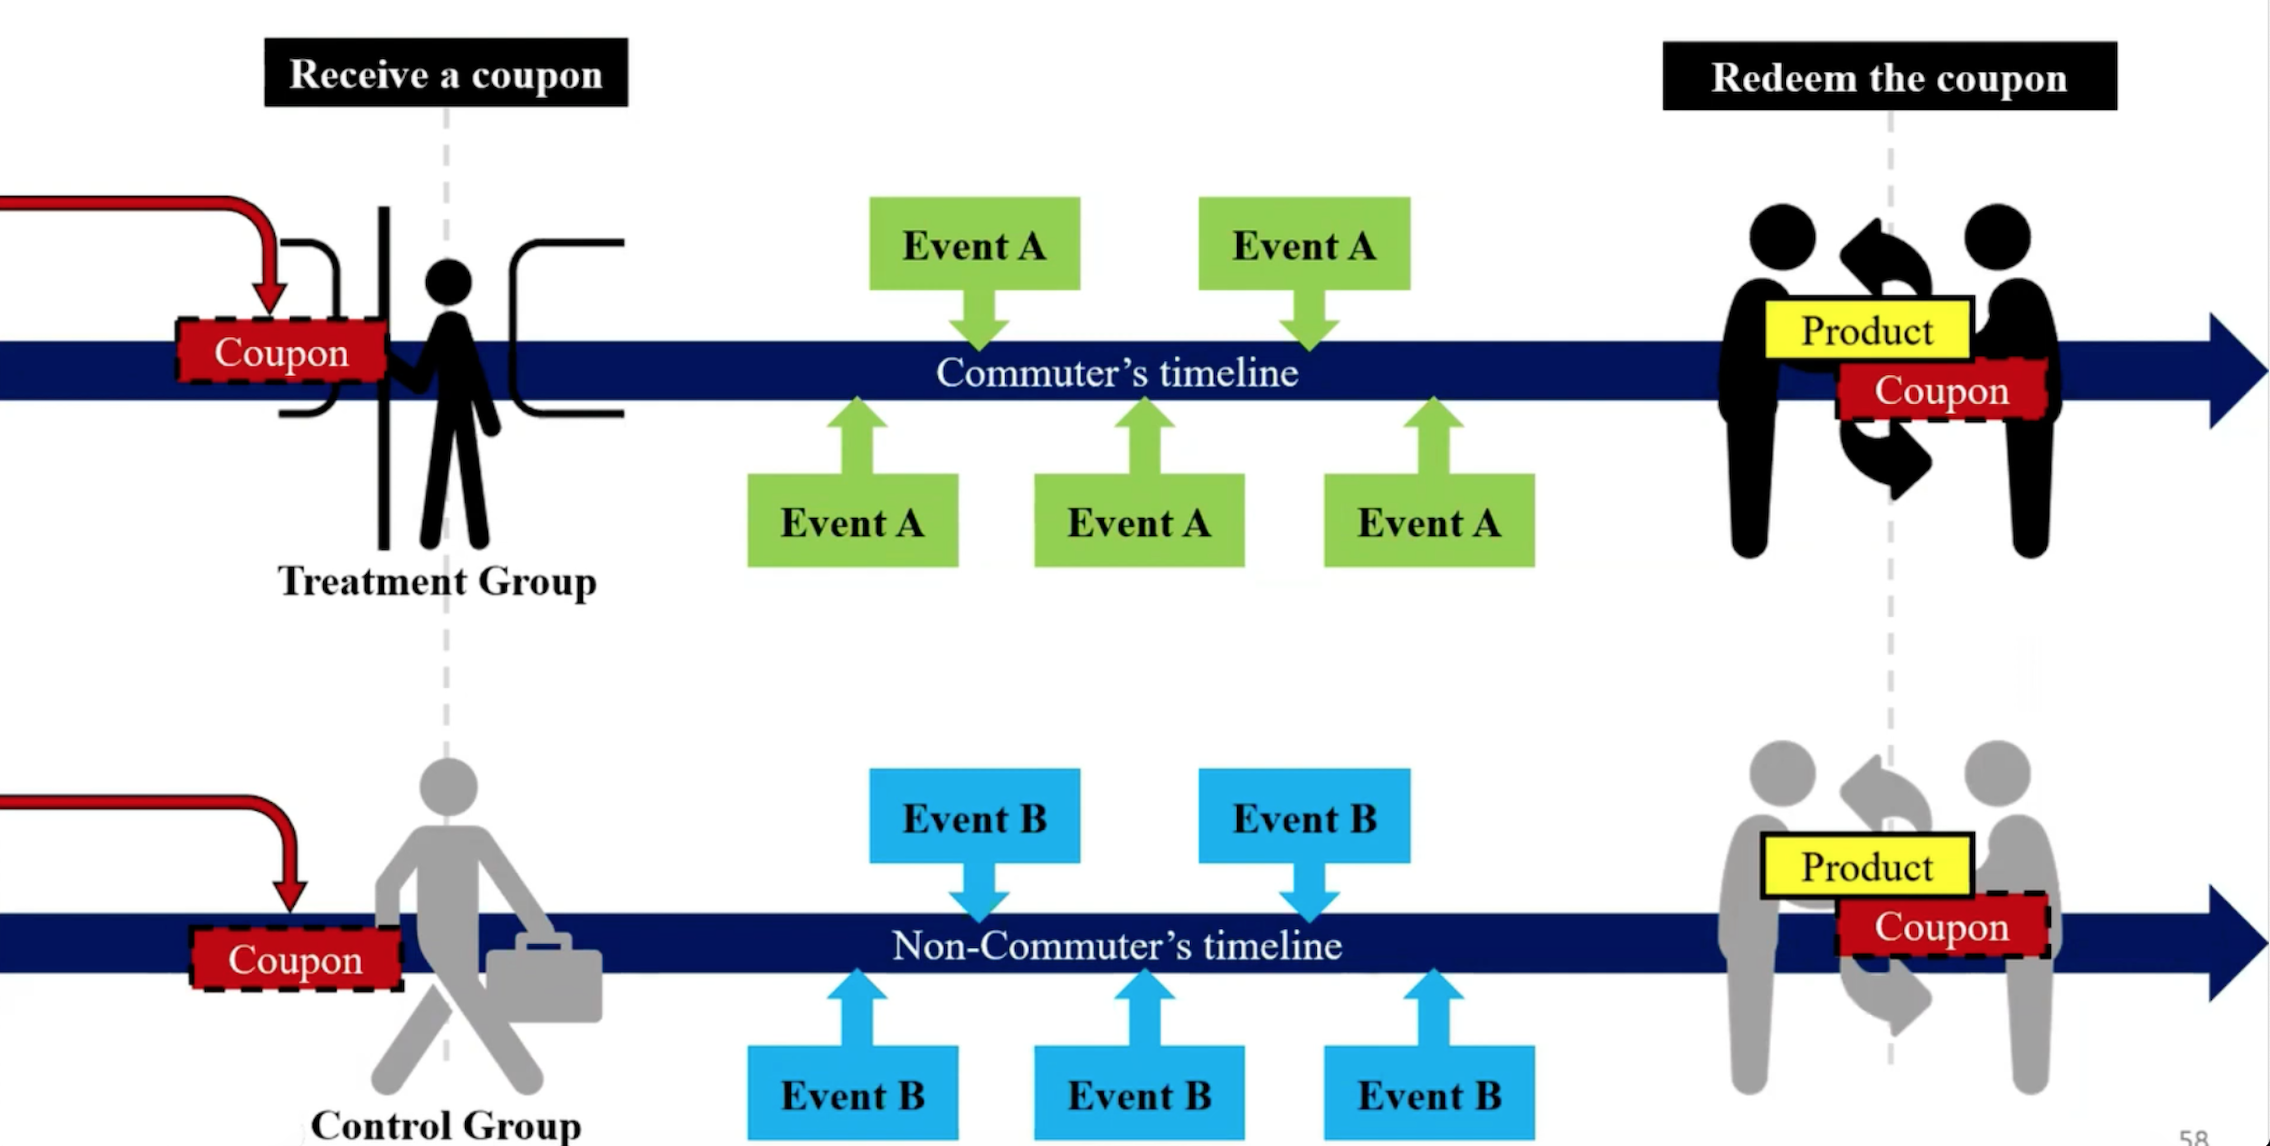 Receive a coupon
Redeem the coupon
Event A
Event A
Coupon
Product
Commuter's timeline
Coupon
Event A
Event A
Event A
Treatment Group
Event B
Event B
Product
Coupon
Non-Commuter's timeline
Coupon
Event B
Event B
Event B
Control Group
58